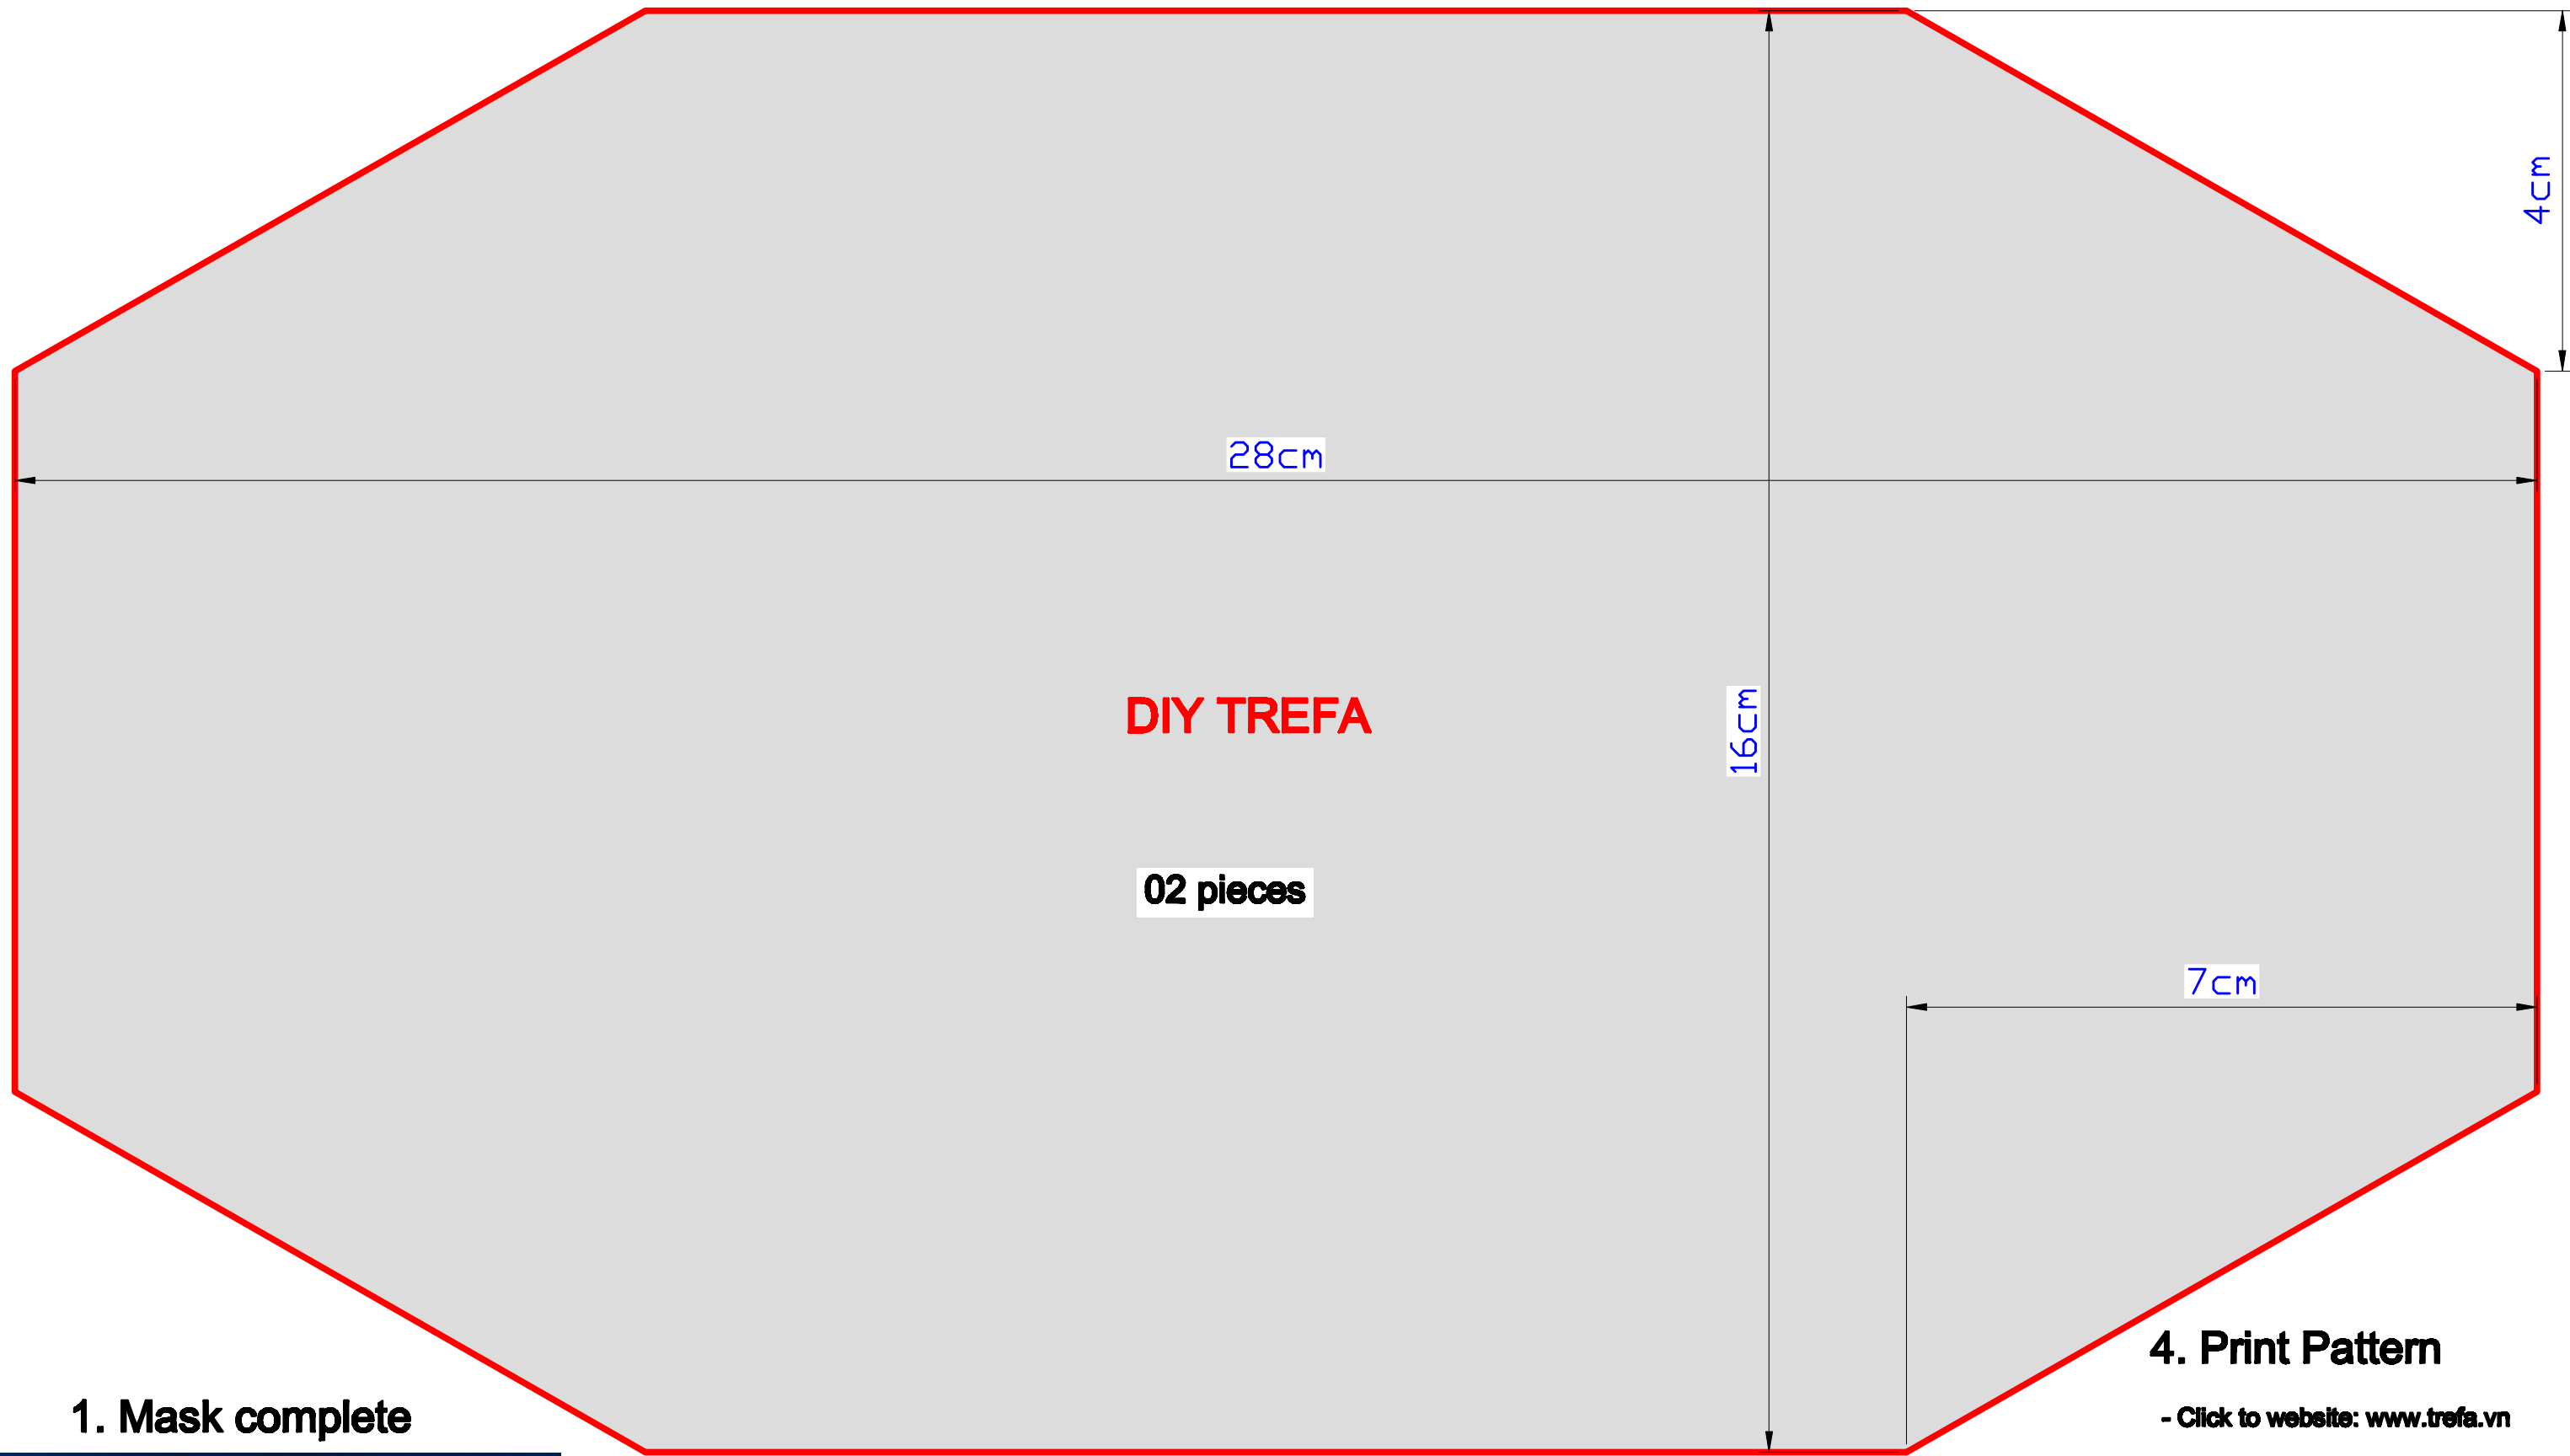 4cm
28cm
DIY TREFA
16cm
02 pieces
7cm
4. Print Pattern
1. Mask complete
- Click to website: www.trefa.vn